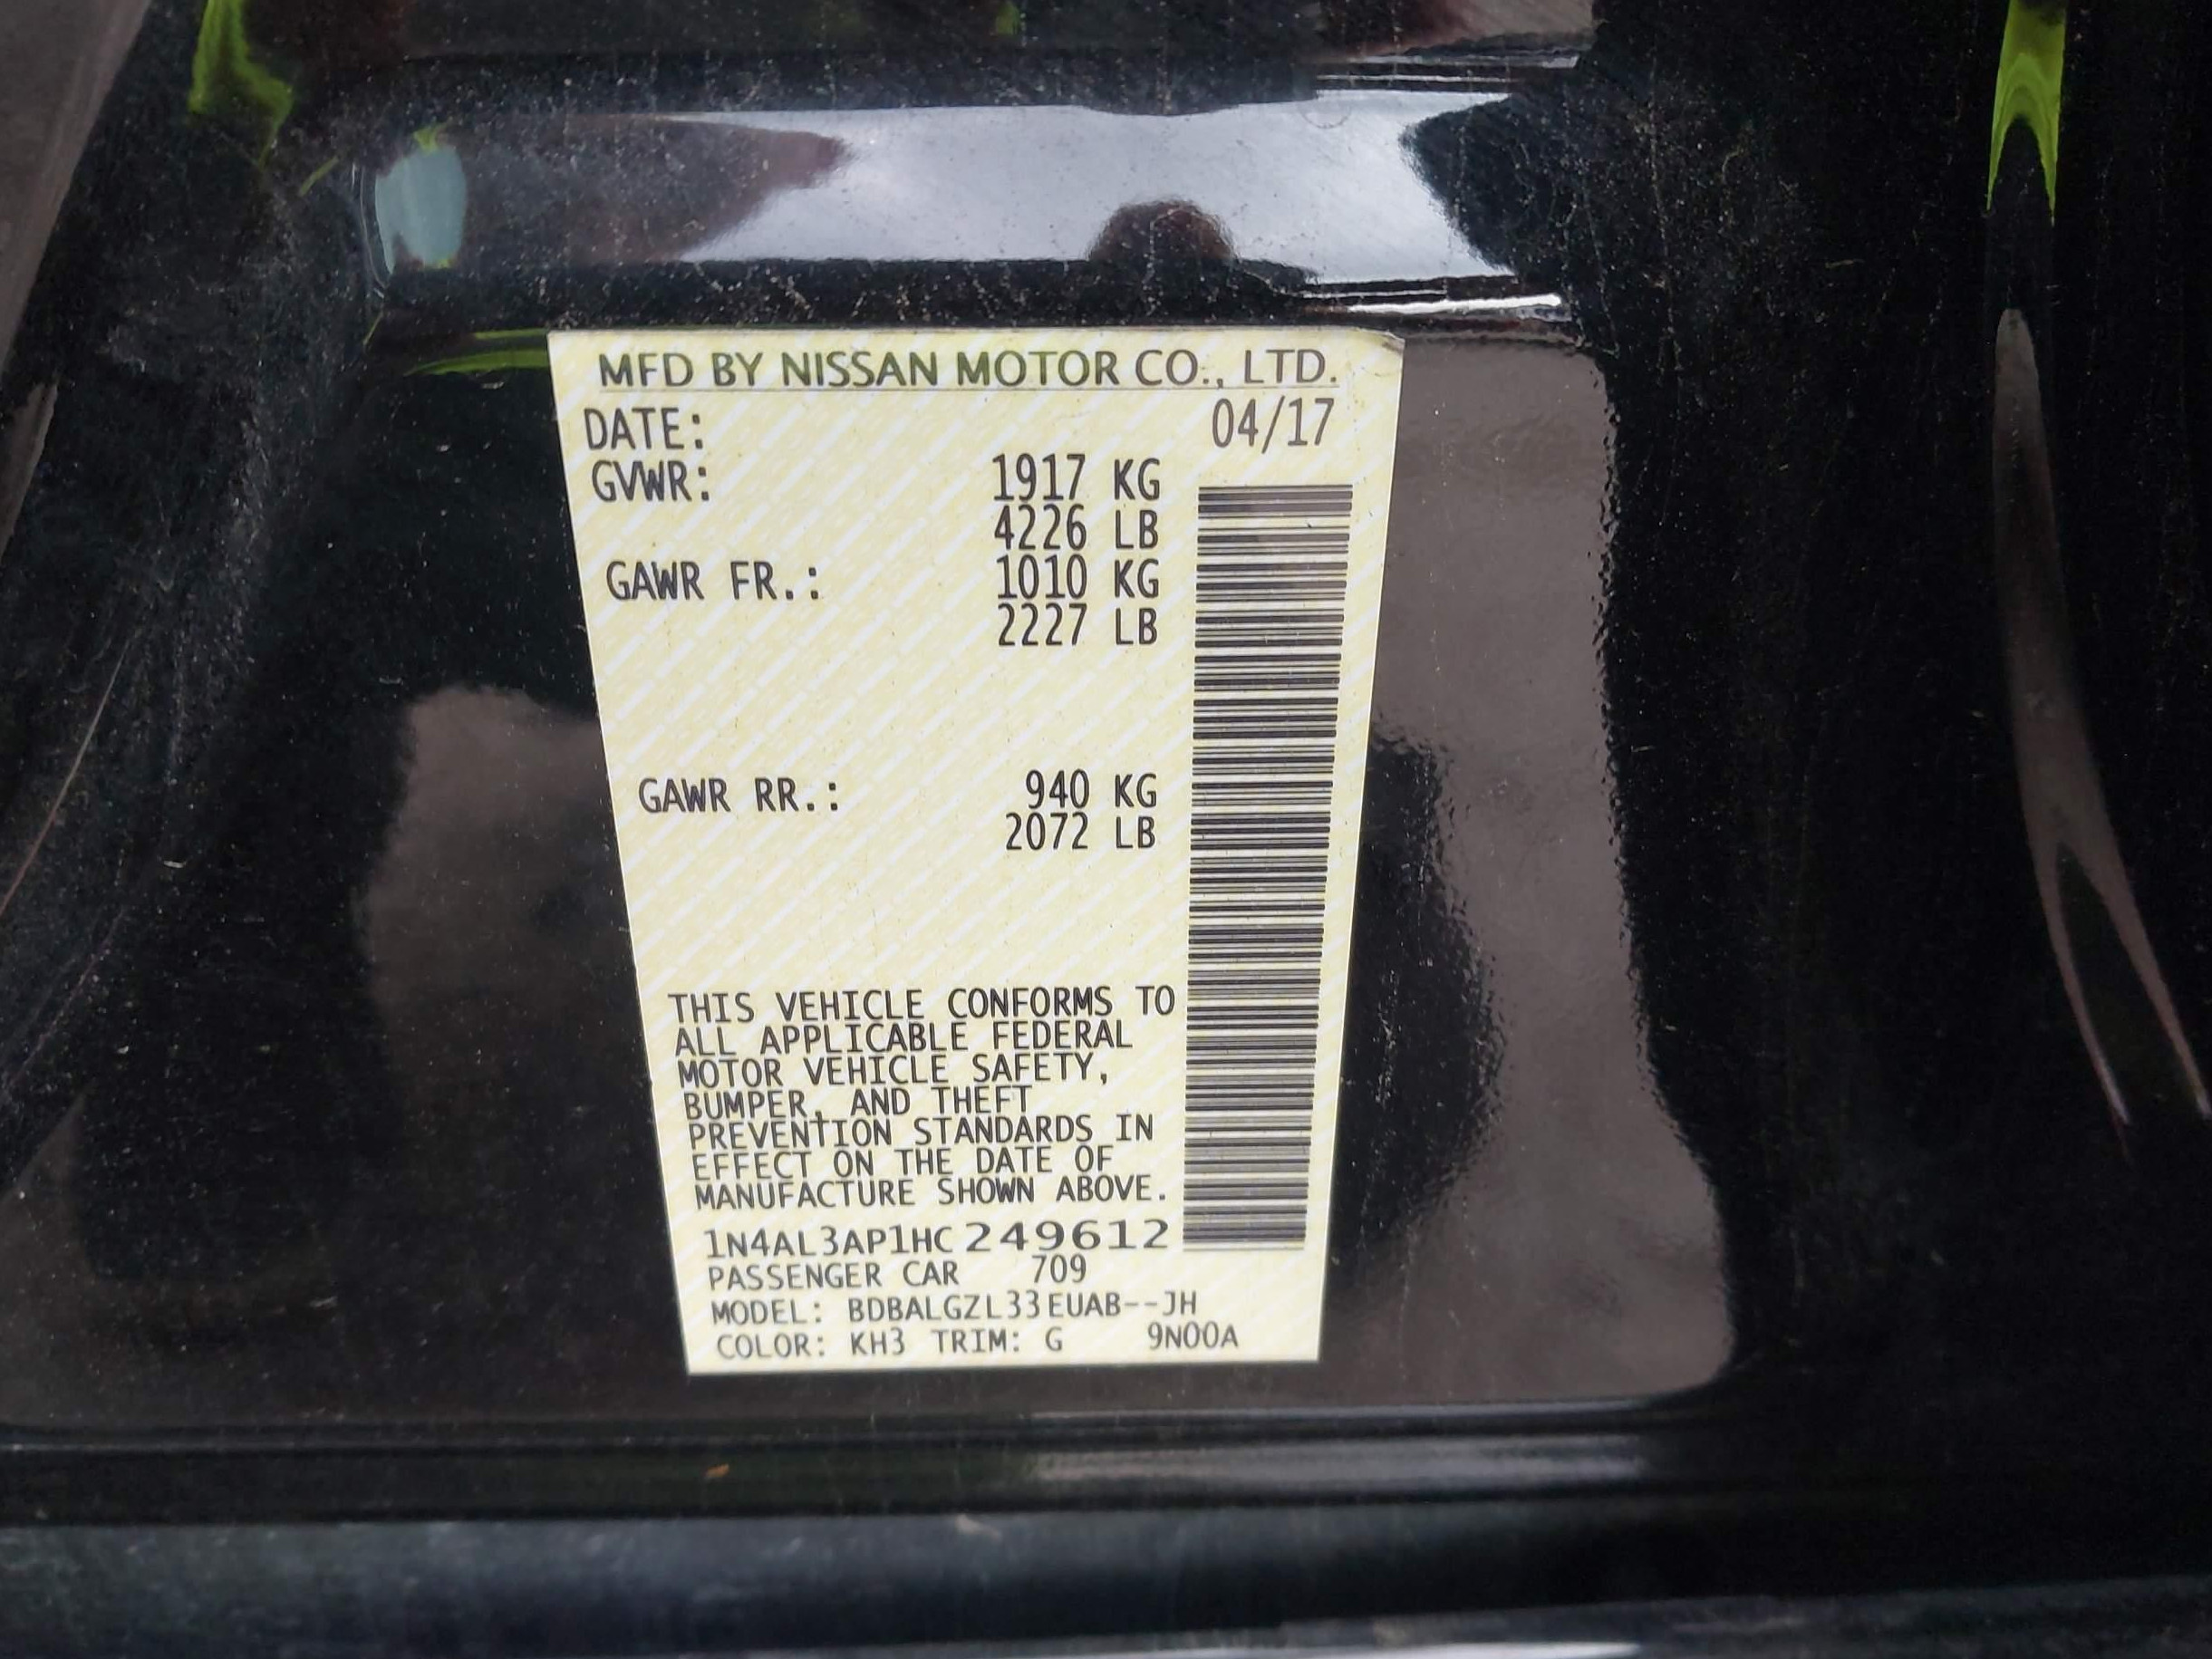 MFD BY NISSAN MOTOR CO., LTD.
DATE: 04/17
GVWR: 1917 KG
4226 LB
GAWR FR.: 1010 KG
2227 LB
GAWR RR.: 940 KG
2072 LB
THIS VEHICLE CONFORMS TO
ALL APPLICABLE FEDERAL
MOTOR VEHICLE SAFETY,
BUMPER, AND THEFT
PREVENTION STANDARDS IN
EFFECT ON THE DATE OF
MANUFACTURE SHOWN ABOVE.
1N4AL3AP1HC249612
PASSENGER CAR 709
MODEL: BDBALGZL33EUAB--JH
COLOR: KH3 TRIM: G 9N00A